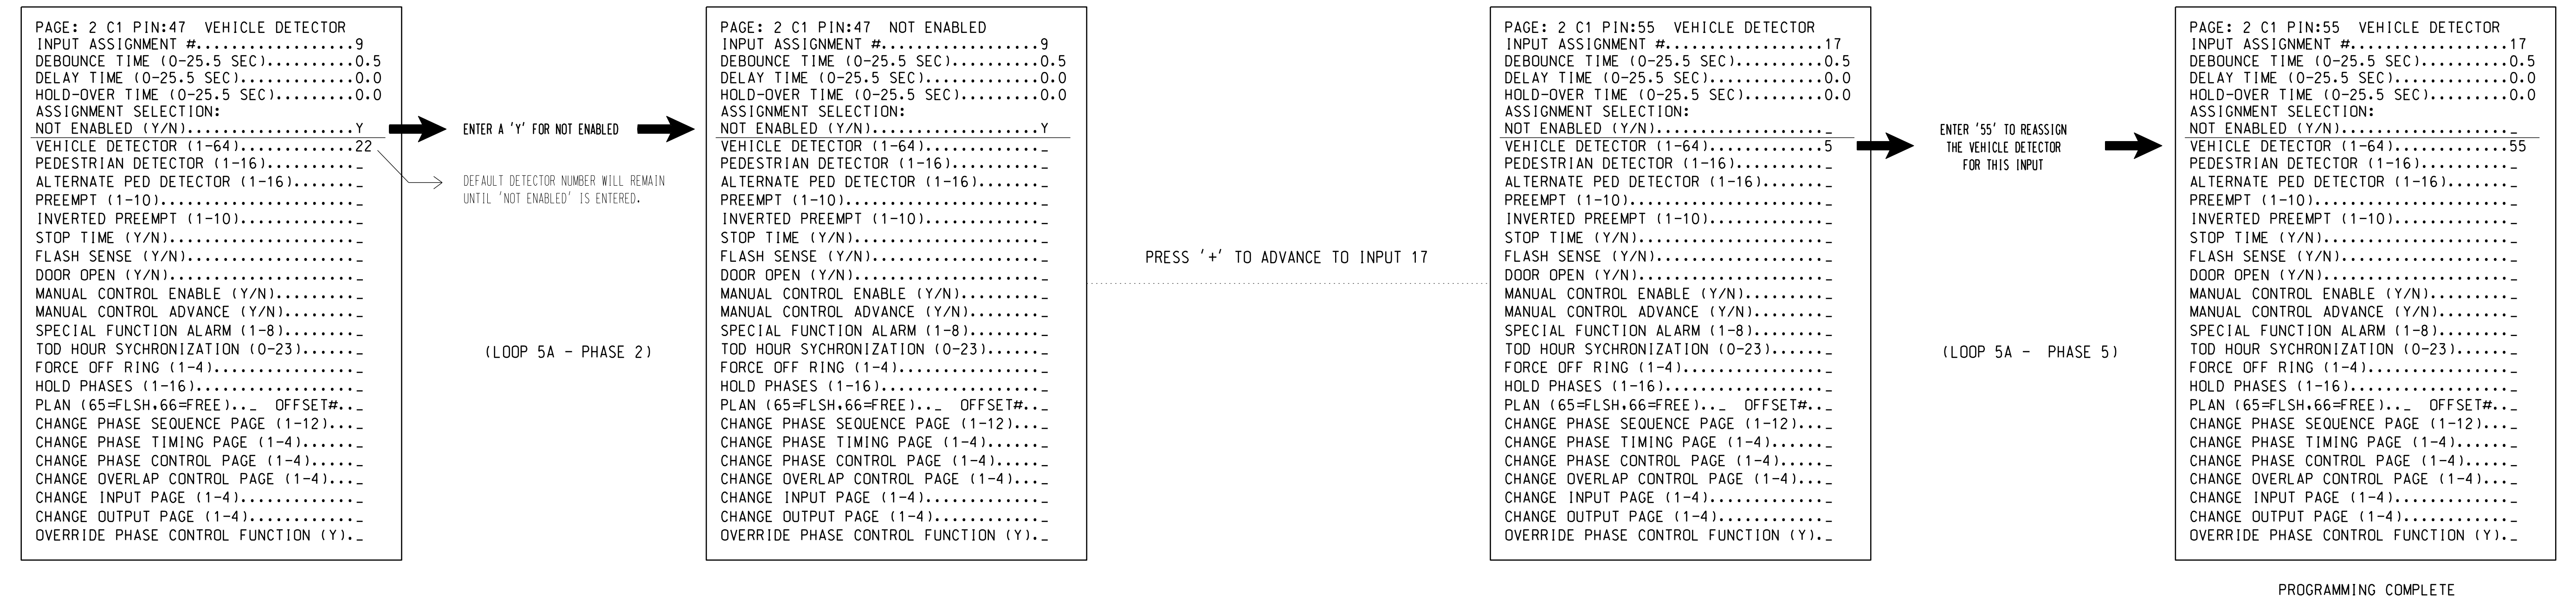 PAGE: 2 C1 PIN:47 VEHICLE DETECTOR
INPUT ASSIGNMENT #..................9
DEBOUNCE TIME (0-25.5 SEC)..........0.5
DELAY TIME (0-25.5 SEC).............0.0
HOLD-OVER TIME (0-25.5 SEC).........0.0
ASSIGNMENT SELECTION:
NOT ENABLED (Y/N)....................Y
VEHICLE DETECTOR (1-64).............22
PEDESTRIAN DETECTOR (1-16)..........._
ALTERNATE PED DETECTOR (1-16)......._
PREEMPT (1-10)......................_
INVERTED PREEMPT (1-10)............._
STOP TIME (Y/N)....................._
FLASH SENSE (Y/N)..................._
DOOR OPEN (Y/N)....................._
MANUAL CONTROL ENABLE (Y/N)........._
MANUAL CONTROL ADVANCE (Y/N)........_
SPECIAL FUNCTION ALARM (1-8)........_
TOD HOUR SYCHRONIZATION (0-23)......_
FORCE OFF RING (1-4)................_
HOLD PHASES (1-16).................._
PLAN (65=FLSH,66=FREE).._ OFFSET#.._
CHANGE PHASE SEQUENCE PAGE (1-12)..._
CHANGE PHASE TIMING PAGE (1-4)......_
CHANGE PHASE CONTROL PAGE (1-4)....._
CHANGE OVERLAP CONTROL PAGE (1-4)..._
CHANGE INPUT PAGE (1-4)............._
CHANGE OUTPUT PAGE (1-4)............_
OVERRIDE PHASE CONTROL FUNCTION (Y)._
ENTER A 'Y' FOR NOT ENABLED
DEFAULT DETECTOR NUMBER WILL REMAIN
UNTIL 'NOT ENABLED' IS ENTERED.
(LOOP 5A - PHASE 2)
PAGE: 2 C1 PIN:47 NOT ENABLED
INPUT ASSIGNMENT #..................9
DEBOUNCE TIME (0-25.5 SEC)..........0.5
DELAY TIME (0-25.5 SEC).............0.0
HOLD-OVER TIME (0-25.5 SEC).........0.0
ASSIGNMENT SELECTION:
NOT ENABLED (Y/N)....................Y
VEHICLE DETECTOR (1-64)............._
PEDESTRIAN DETECTOR (1-16)..........._
ALTERNATE PED DETECTOR (1-16)......._
PREEMPT (1-10)......................_
INVERTED PREEMPT (1-10)............._
STOP TIME (Y/N)....................._
FLASH SENSE (Y/N)..................._
DOOR OPEN (Y/N)....................._
MANUAL CONTROL ENABLE (Y/N)........._
MANUAL CONTROL ADVANCE (Y/N)........_
SPECIAL FUNCTION ALARM (1-8)........_
TOD HOUR SYCHRONIZATION (0-23)......_
FORCE OFF RING (1-4)................_
HOLD PHASES (1-16).................._
PLAN (65=FLSH,66=FREE).._ OFFSET#.._
CHANGE PHASE SEQUENCE PAGE (1-12)..._
CHANGE PHASE TIMING PAGE (1-4)......_
CHANGE PHASE CONTROL PAGE (1-4)....._
CHANGE OVERLAP CONTROL PAGE (1-4)..._
CHANGE INPUT PAGE (1-4)............._
CHANGE OUTPUT PAGE (1-4)............_
OVERRIDE PHASE CONTROL FUNCTION (Y)._
PRESS '+' TO ADVANCE TO INPUT 17
PAGE: 2 C1 PIN:55 VEHICLE DETECTOR
INPUT ASSIGNMENT #..................17
DEBOUNCE TIME (0-25.5 SEC)..........0.5
DELAY TIME (0-25.5 SEC).............0.0
HOLD-OVER TIME (0-25.5 SEC).........0.0
ASSIGNMENT SELECTION:
NOT ENABLED (Y/N)..................._
VEHICLE DETECTOR (1-64).............5
PEDESTRIAN DETECTOR (1-16)..........._
ALTERNATE PED DETECTOR (1-16)......._
PREEMPT (1-10)......................_
INVERTED PREEMPT (1-10)............._
STOP TIME (Y/N)....................._
FLASH SENSE (Y/N)..................._
DOOR OPEN (Y/N)....................._
MANUAL CONTROL ENABLE (Y/N)........._
MANUAL CONTROL ADVANCE (Y/N)........_
SPECIAL FUNCTION ALARM (1-8)........_
TOD HOUR SYCHRONIZATION (0-23)......_
FORCE OFF RING (1-4)................_
HOLD PHASES (1-16).................._
PLAN (65=FLSH,66=FREE).._ OFFSET#.._
CHANGE PHASE SEQUENCE PAGE (1-12)..._
CHANGE PHASE TIMING PAGE (1-4)......_
CHANGE PHASE CONTROL PAGE (1-4)....._
CHANGE OVERLAP CONTROL PAGE (1-4)..._
CHANGE INPUT PAGE (1-4)............._
CHANGE OUTPUT PAGE (1-4)............_
OVERRIDE PHASE CONTROL FUNCTION (Y)._
ENTER '55' TO REASSIGN
THE VEHICLE DETECTOR
FOR THIS INPUT
(LOOP 5A - PHASE 5)
PAGE: 2 C1 PIN:55 VEHICLE DETECTOR
INPUT ASSIGNMENT #..................17
DEBOUNCE TIME (0-25.5 SEC)..........0.5
DELAY TIME (0-25.5 SEC).............0.0
HOLD-OVER TIME (0-25.5 SEC).........0.0
ASSIGNMENT SELECTION:
NOT ENABLED (Y/N)..................._
VEHICLE DETECTOR (1-64).............55
PEDESTRIAN DETECTOR (1-16)..........._
ALTERNATE PED DETECTOR (1-16)......._
PREEMPT (1-10)......................_
INVERTED PREEMPT (1-10)............._
STOP TIME (Y/N)....................._
FLASH SENSE (Y/N)..................._
DOOR OPEN (Y/N)....................._
MANUAL CONTROL ENABLE (Y/N)........._
MANUAL CONTROL ADVANCE (Y/N)........_
SPECIAL FUNCTION ALARM (1-8)........_
TOD HOUR SYCHRONIZATION (0-23)......_
FORCE OFF RING (1-4)................_
HOLD PHASES (1-16).................._
PLAN (65=FLSH,66=FREE).._ OFFSET#.._
CHANGE PHASE SEQUENCE PAGE (1-12)..._
CHANGE PHASE TIMING PAGE (1-4)......_
CHANGE PHASE CONTROL PAGE (1-4)....._
CHANGE OVERLAP CONTROL PAGE (1-4)..._
CHANGE INPUT PAGE (1-4)............._
CHANGE OUTPUT PAGE (1-4)............_
OVERRIDE PHASE CONTROL FUNCTION (Y)._
PROGRAMMING COMPLETE